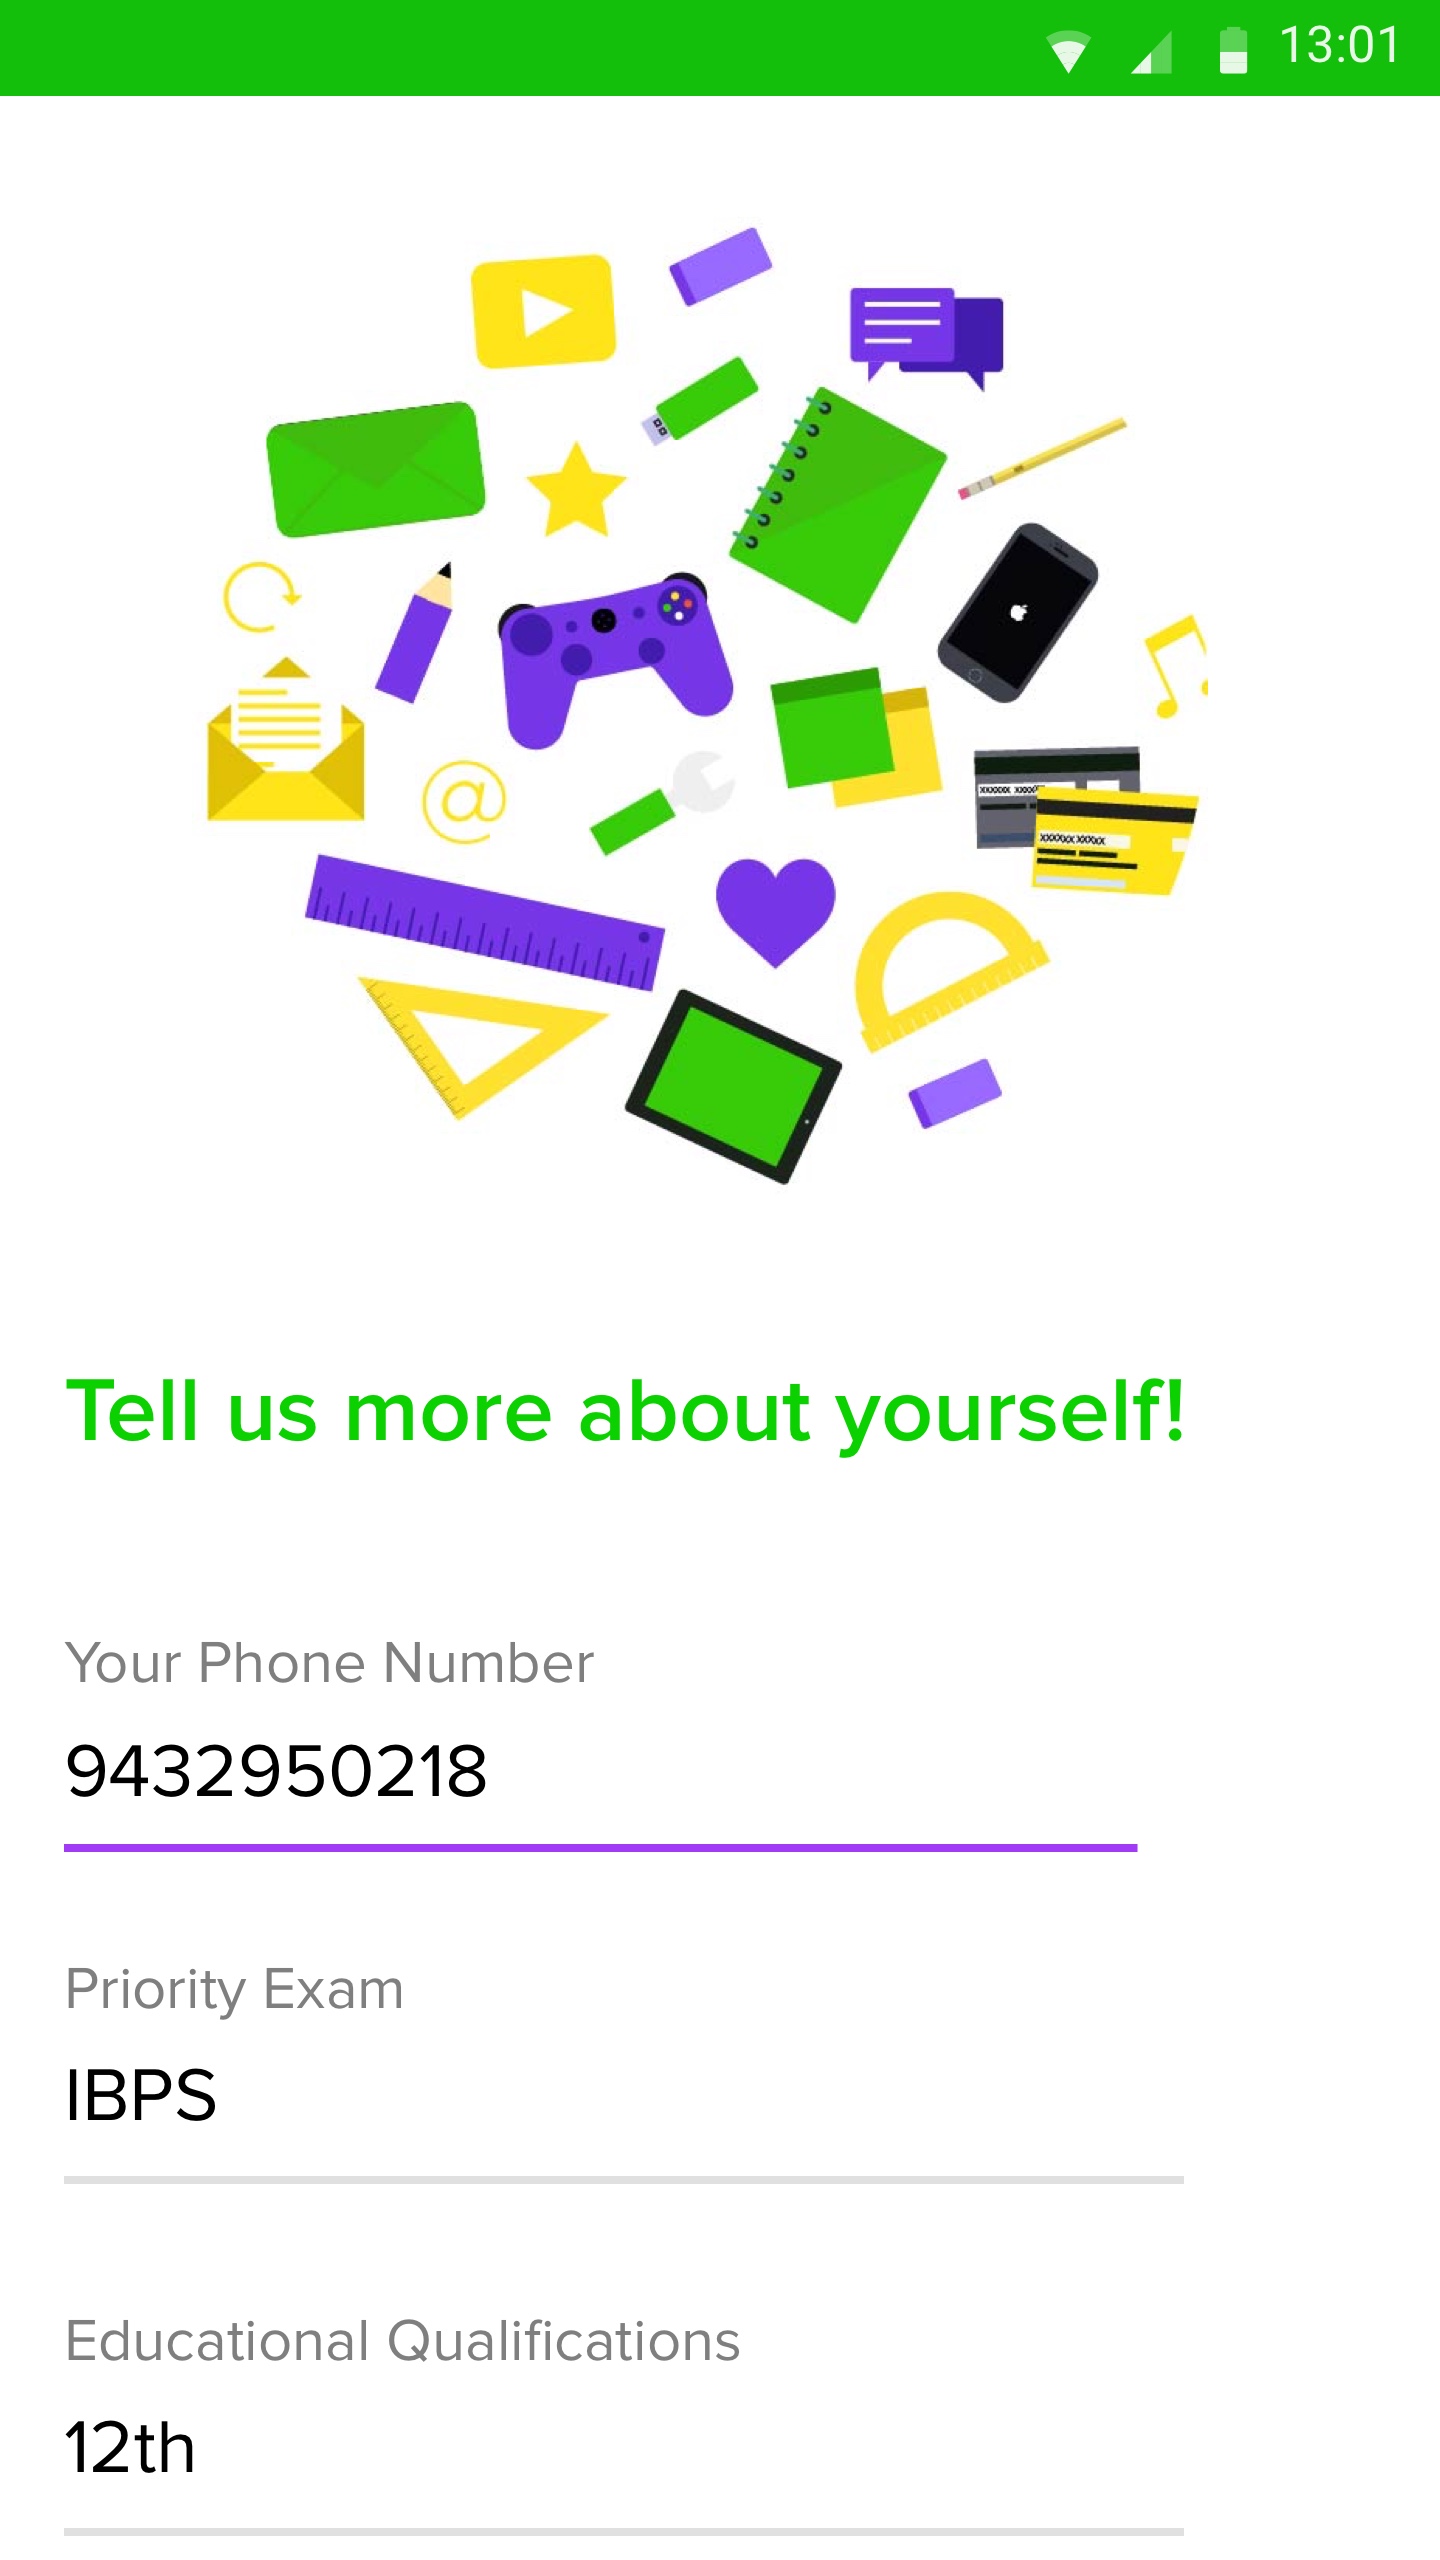 13:01
@
xxxxxx xxxx
xxxxxx xxxxx
Tell us more about yourself!
Your Phone Number
9432950218
Priority Exam
IBPS
Educational Qualifications
12th